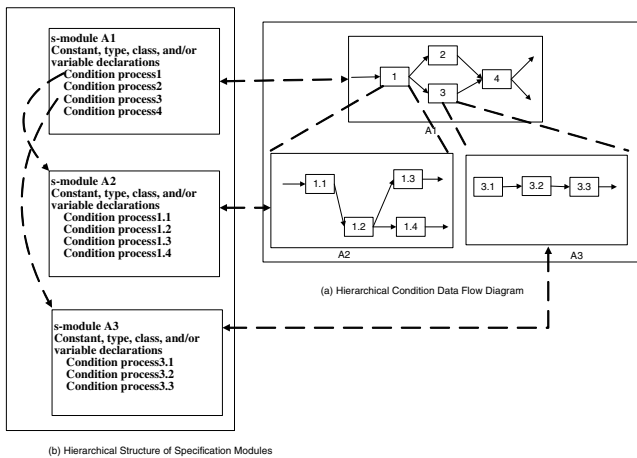 s-module A1
Constant, type, class, and/or
variable declarations
Condition process1
Condition process2
Condition process3
Condition process4
s-module A2
Constant, type, class, and/or
variable declarations
Condition process1.1
Condition process1.2
Condition process1.3
Condition process1.4
s-module A3
Constant, type, class, and/or
variable declarations
Condition process3.1
Condition process3.2
Condition process3.3
(b) Hierarchical Structure of Specification Modules
1
2
3
4
A1
1.1
1.2
1.3
1.4
A2
3.1
3.2
3.3
A3
(a) Hierarchical Condition Data Flow Diagram